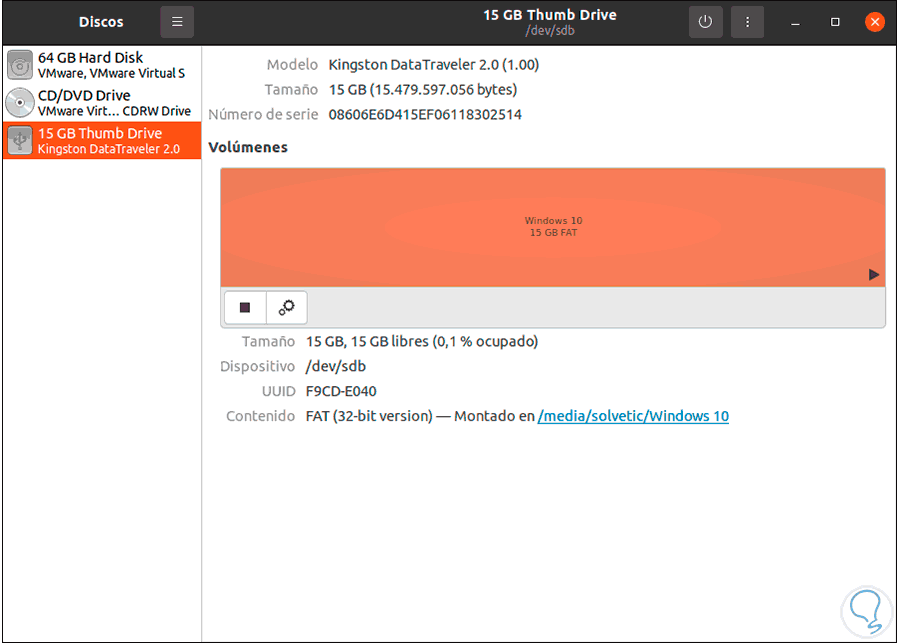 Discos
15 GB Thumb Drive
/dev/sdb
64 GB Hard Disk
VMware, VMware Virtual S
CD/DVD Drive
VMware Virt... CDRW Drive
15 GB Thumb Drive
Kingston DataTraveler 2.0
Modelo Kingston DataTraveler 2.0 (1.00)
Tamaño 15 GB (15.479.597.056 bytes)
Número de serie 08606E6D415EF06118302514
Volúmenes
Windows 10
15 GB FAT
Tamaño 15 GB, 15 GB libres (0,1 % ocupado)
Dispositivo /dev/sdb
UUID F9CD-E040
Contenido FAT (32-bit version) — Montado en /media/solvetic/Windows 10